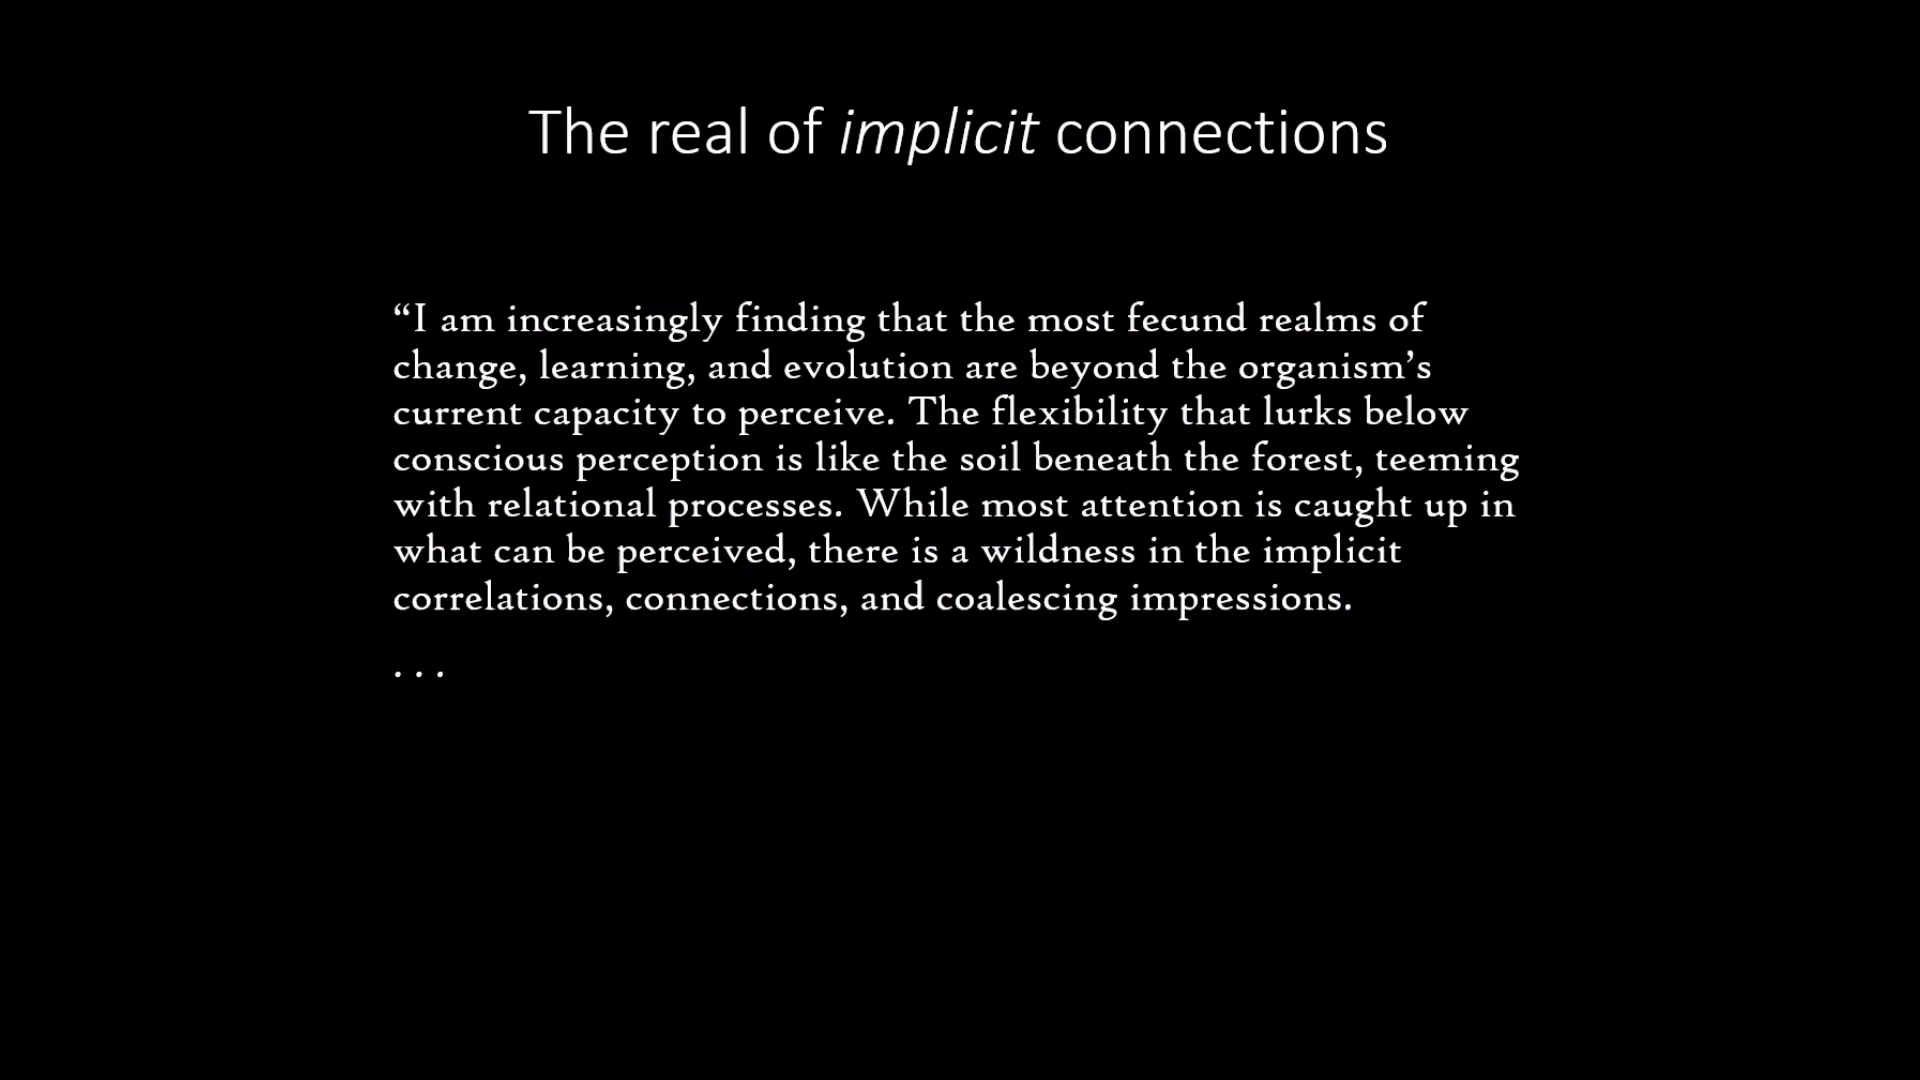 The real of implicit connections
“I am increasingly finding that the most fecund realms of
change, learning, and evolution are beyond the organism’s
current capacity to perceive. The flexibility that lurks below
conscious perception is like the soil beneath the forest, teeming
with relational processes. While most attention is caught up in
what can be perceived, there is a wildness in the implicit
correlations, connections, and coalescing impressions.
. . .